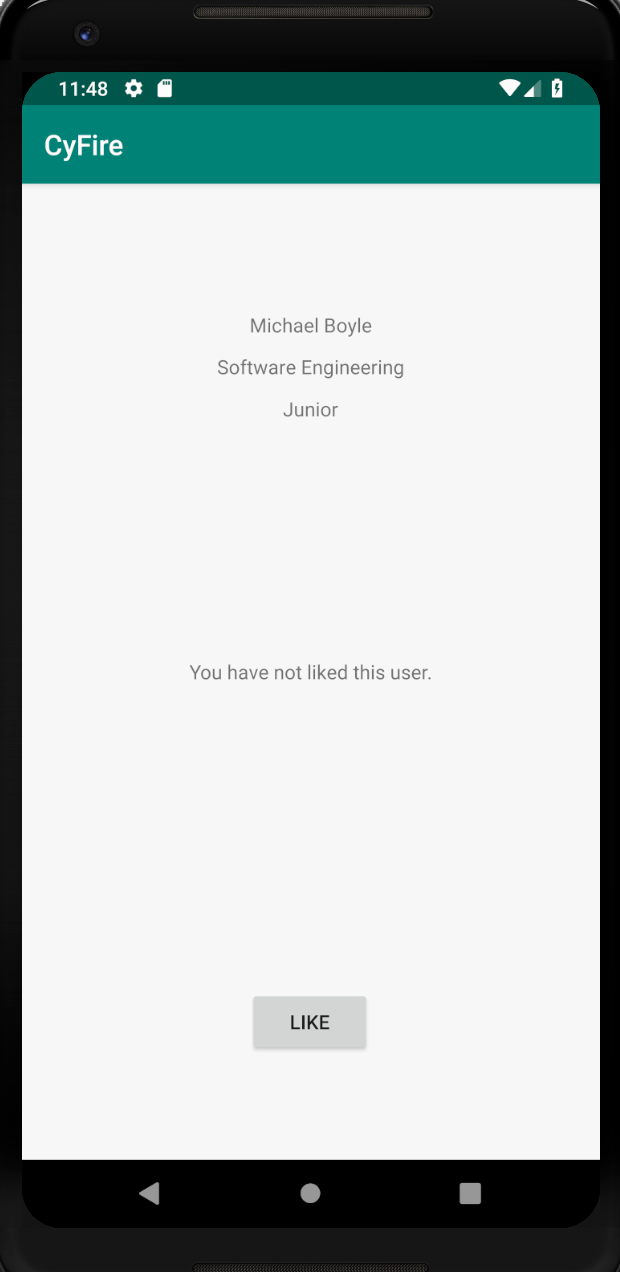 11:48
CyFire
Michael Boyle
Software Engineering
Junior
You have not liked this user.
LIKE